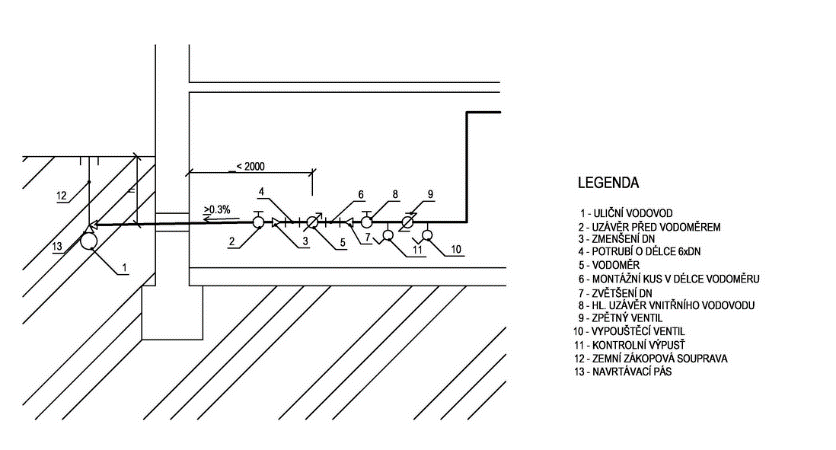 ≤ 2000
12
4
6
8
9
≥0.3%
h
13
1
2
3
5
7
11
10
LEGENDA
1 - ULIČNÍ VODOVOD
2 - UZÁVĚR PŘED VODOMĚREM
3 - ZMENŠENÍ DN
4 - POTRUBÍ O DÉLCE 6xDN
5 - VODOMĚR
6 - MONTÁŽNÍ KUS V DÉLCE VODOMĚRU
7 - ZVĚTŠENÍ DN
8 - HL. UZÁVĚR VNITŘNÍHO VODOVODU
9 - ZPĚTNÝ VENTIL
10 - VYPOUŠTĚCÍ VENTIL
11 - KONTROLNÍ VÝPUSŤ
12 - ZEMNÍ ZÁKOPOVÁ SOUPRAVA
13 - NAVRTÁVACÍ PÁS